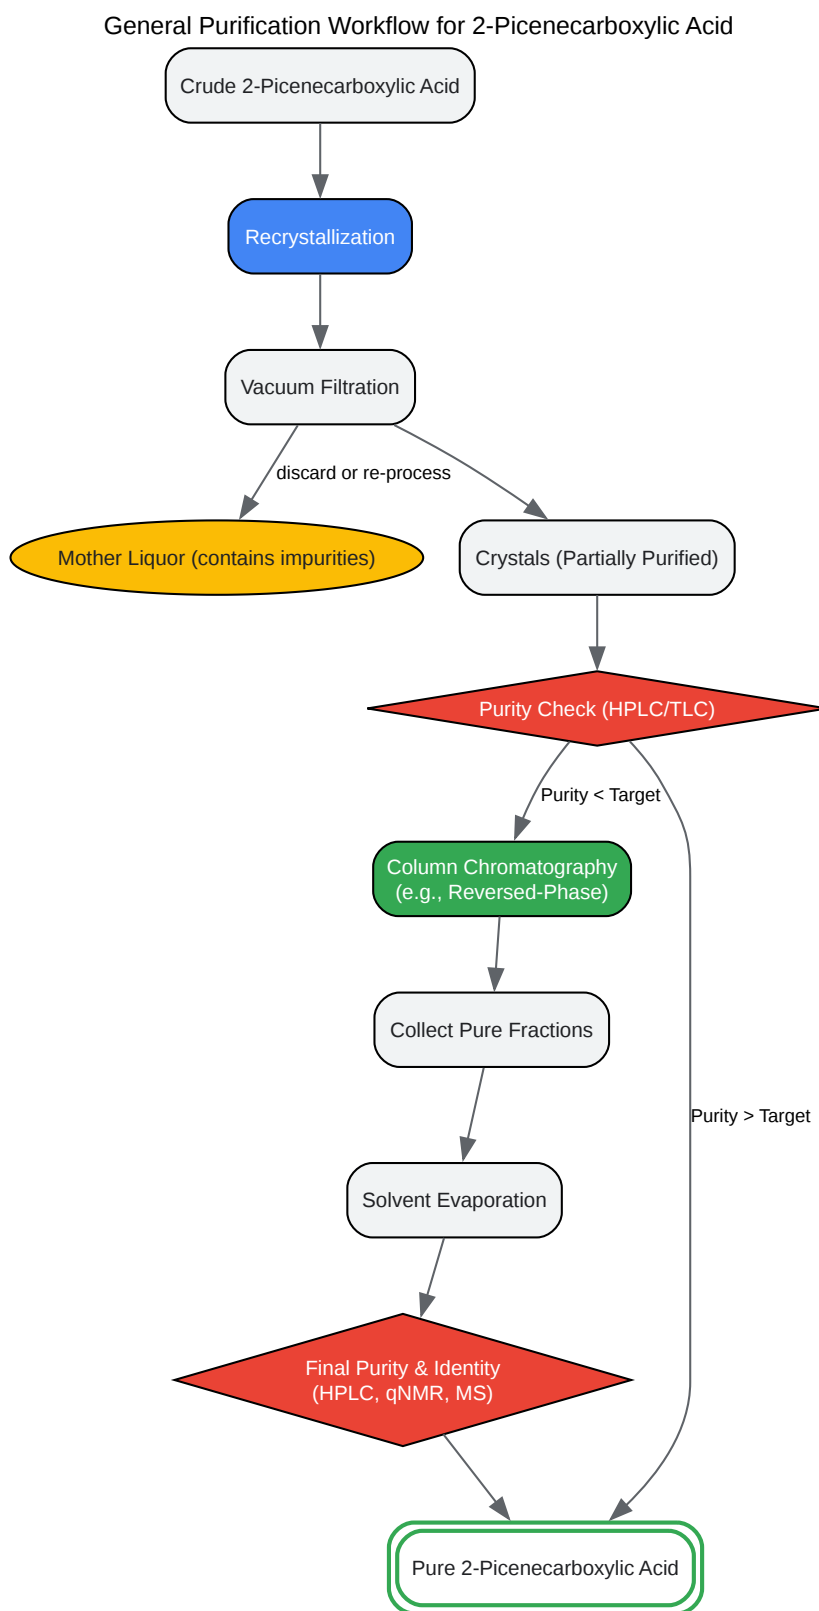 General Purification Workflow for 2-Picenecarboxylic Acid
Crude 2-Picenecarboxylic Acid
Recrystallization
Vacuum Filtration
discard or re-process
Mother Liquor (contains impurities)
Crystals (Partially Purified)
Purity Check (HPLC/TLC)
Purity < Target
Column Chromatography
(e.g., Reversed-Phase)
Collect Pure Fractions
Purity > Target
Solvent Evaporation
Final Purity & Identity
(HPLC, qNMR, MS)
Pure 2-Picenecarboxylic Acid